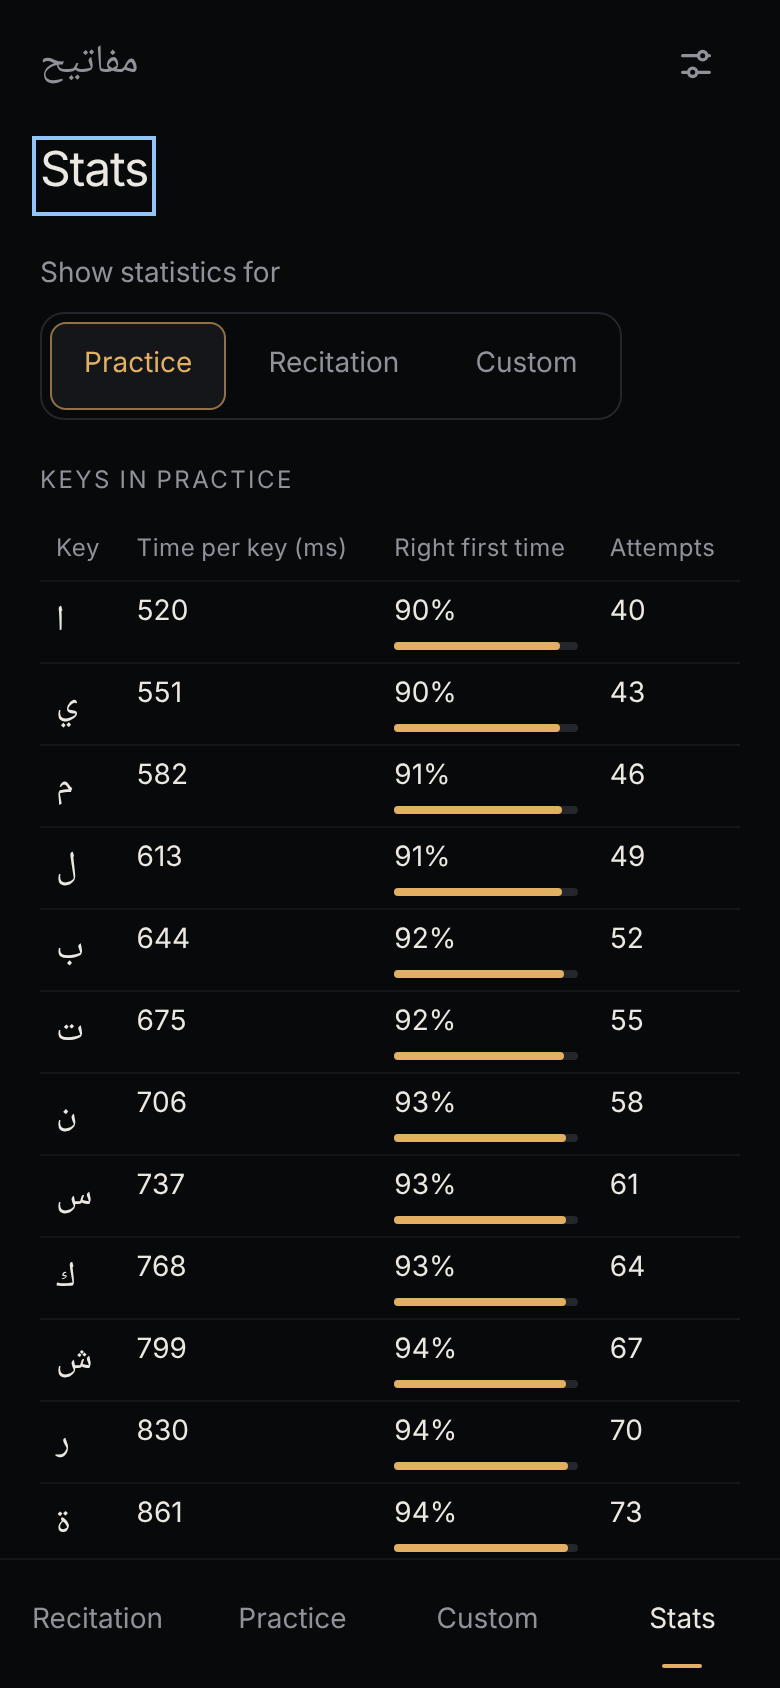 مفاتيح
Stats
Show statistics for
Practice Recitation Custom
KEYS IN PRACTICE
Key Time per key (ms) Right first time Attempts
ا 520 90% 40
ي 551 90% 43
م 582 91% 46
ل 613 91% 49
ب 644 92% 52
ت 675 92% 55
ن 706 93% 58
س 737 93% 61
ك 768 93% 64
ش 799 94% 67
ر 830 94% 70
ة 861 94% 73
Recitation Practice Custom Stats